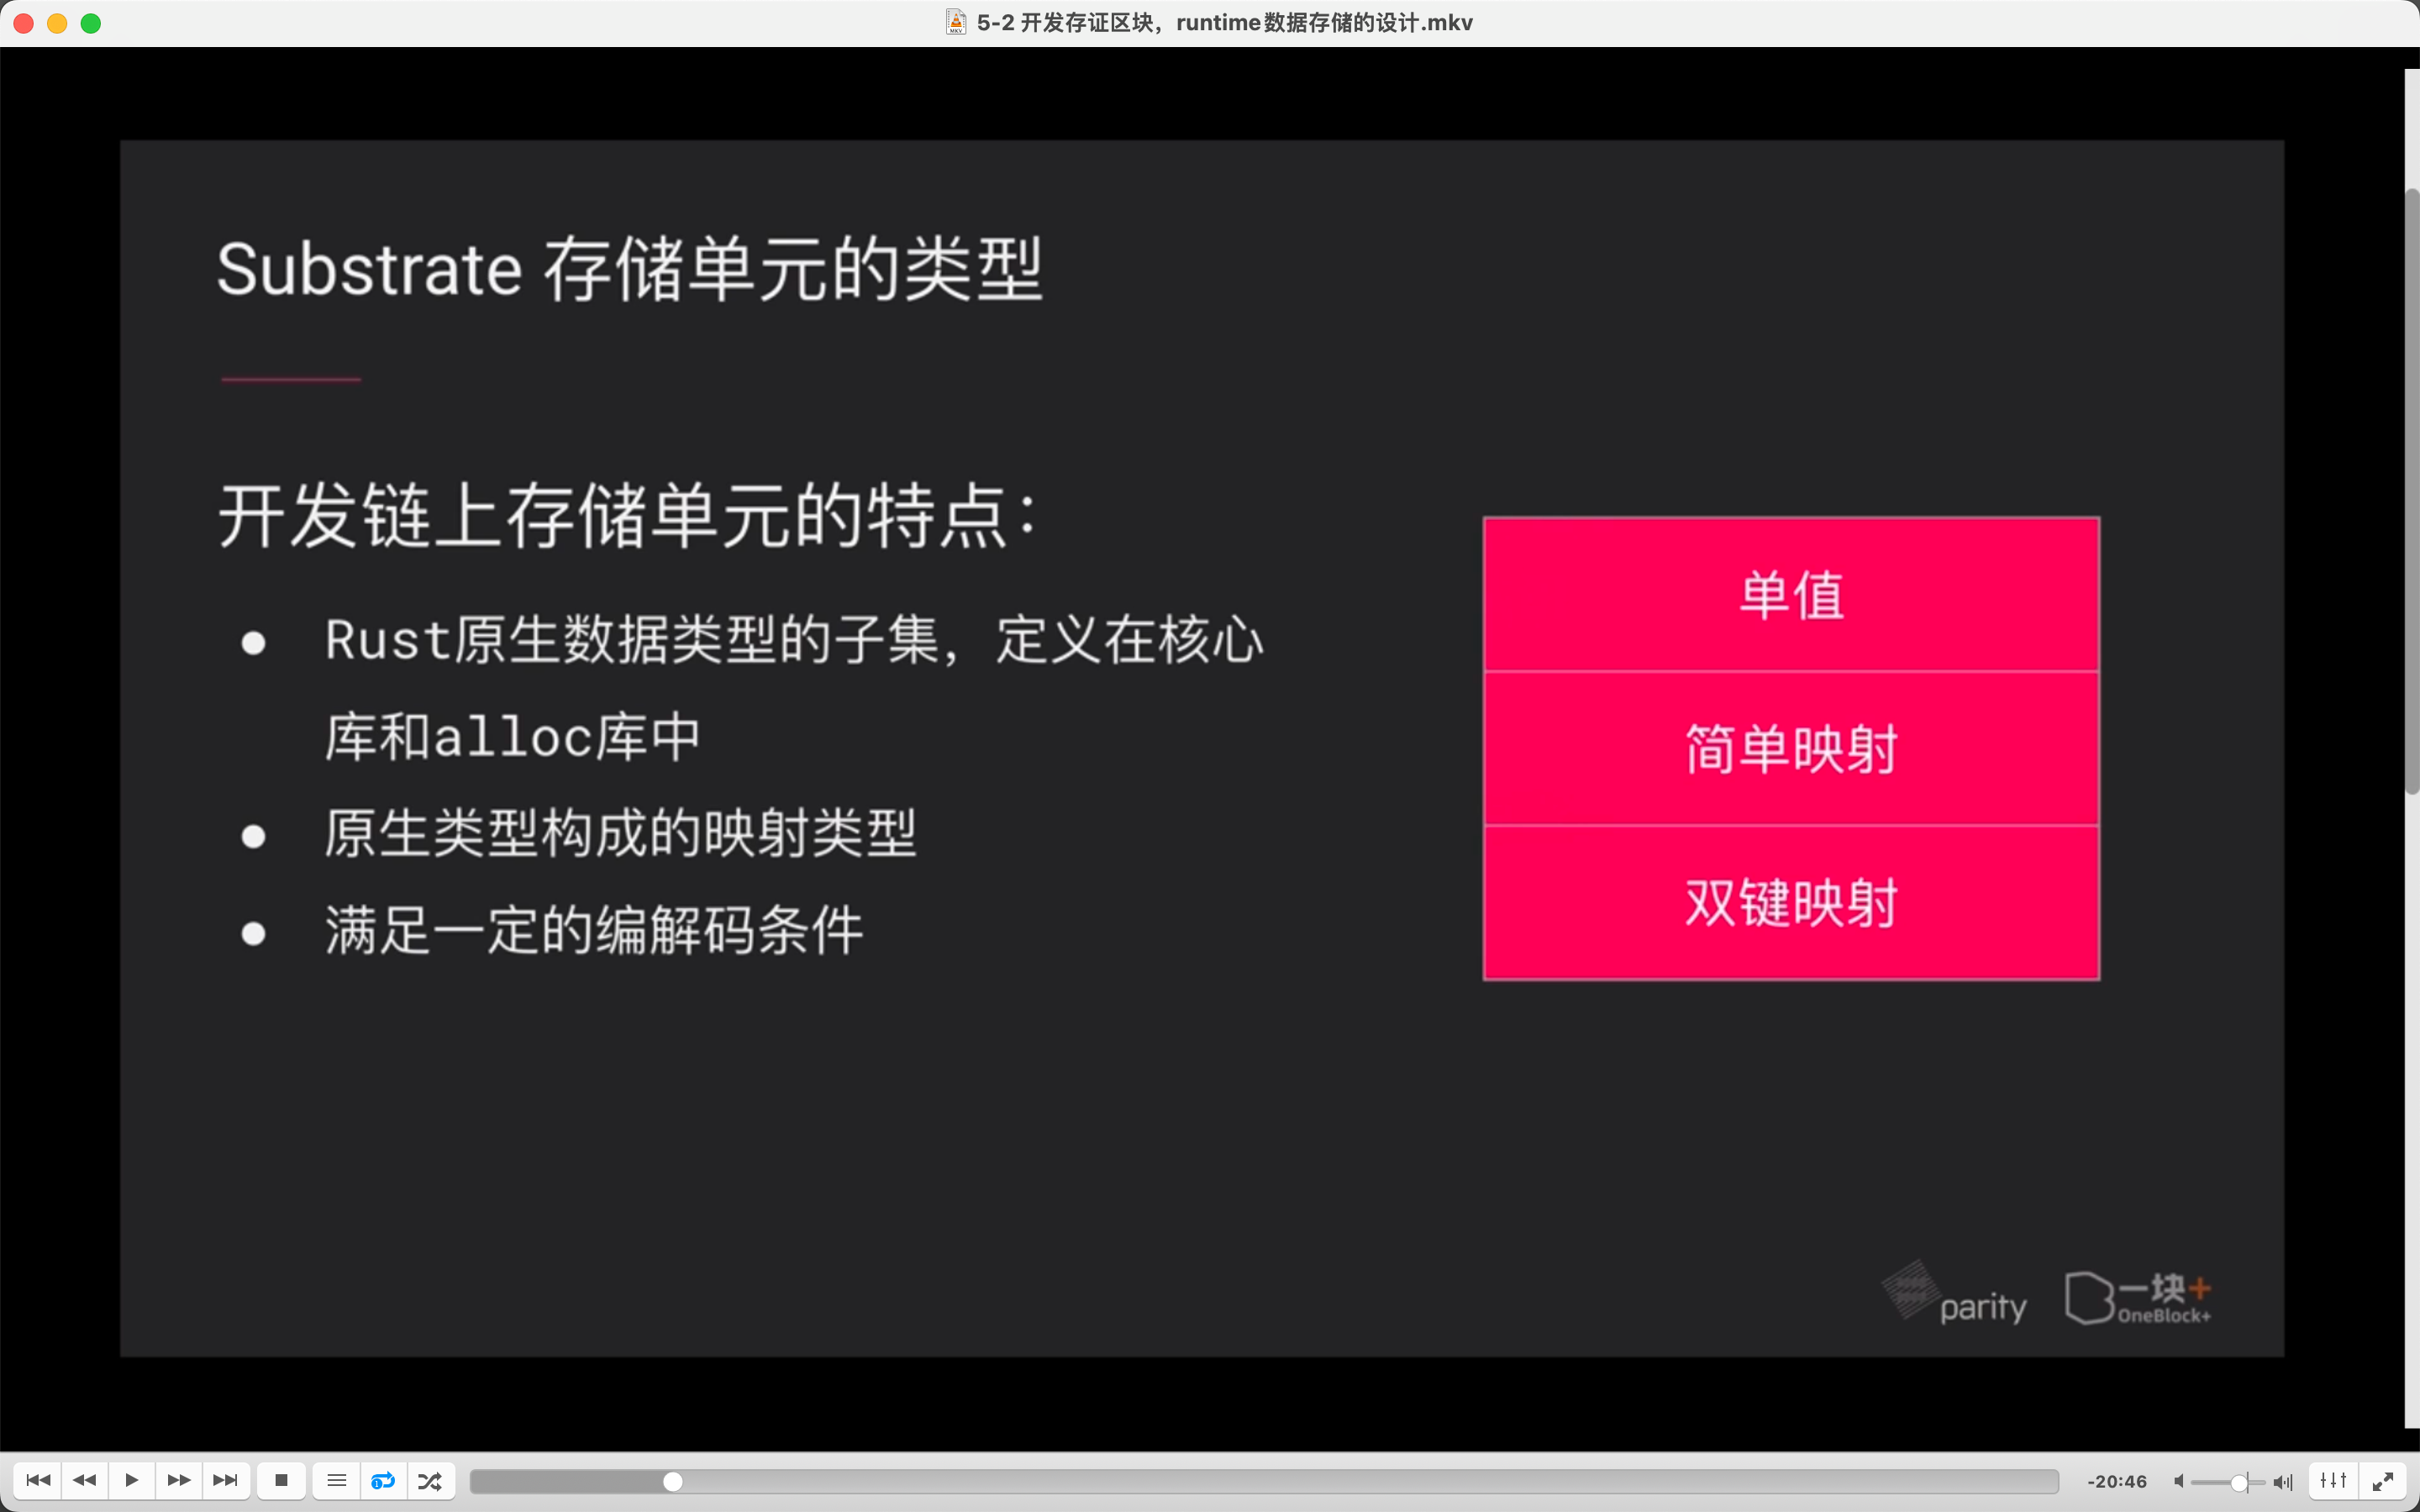 5-2 开发存证区块，runtime数据存储的设计.mkv
Substrate 存储单元的类型
开发链上存储单元的特点：
● Rust原生数据类型的子集，定义在核心
库和alloc库中
● 原生类型构成的映射类型
● 满足一定的编解码条件
单值
简单映射
双键映射
parity
一块+
OneBlock+
-20:46